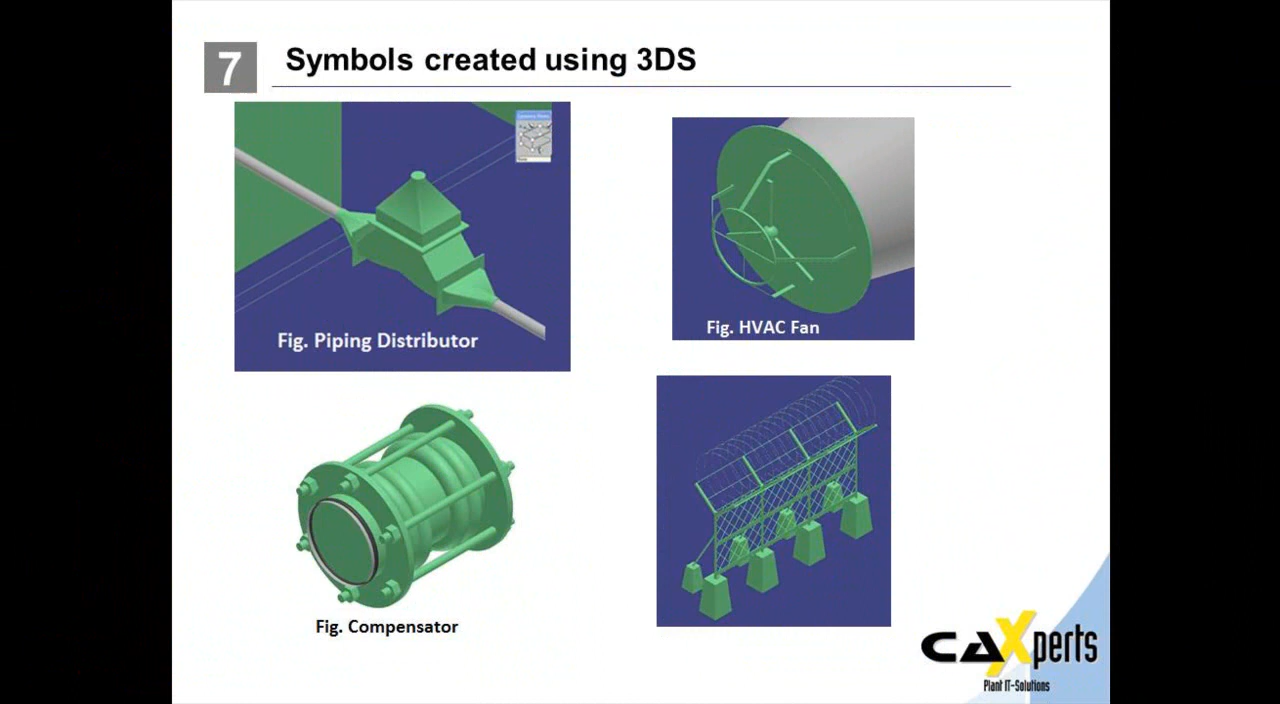 7
Symbols created using 3DS
Fig. Piping Distributor
Fig. HVAC Fan
Fig. Compensator
CAXperts
Plant IT-Solutions